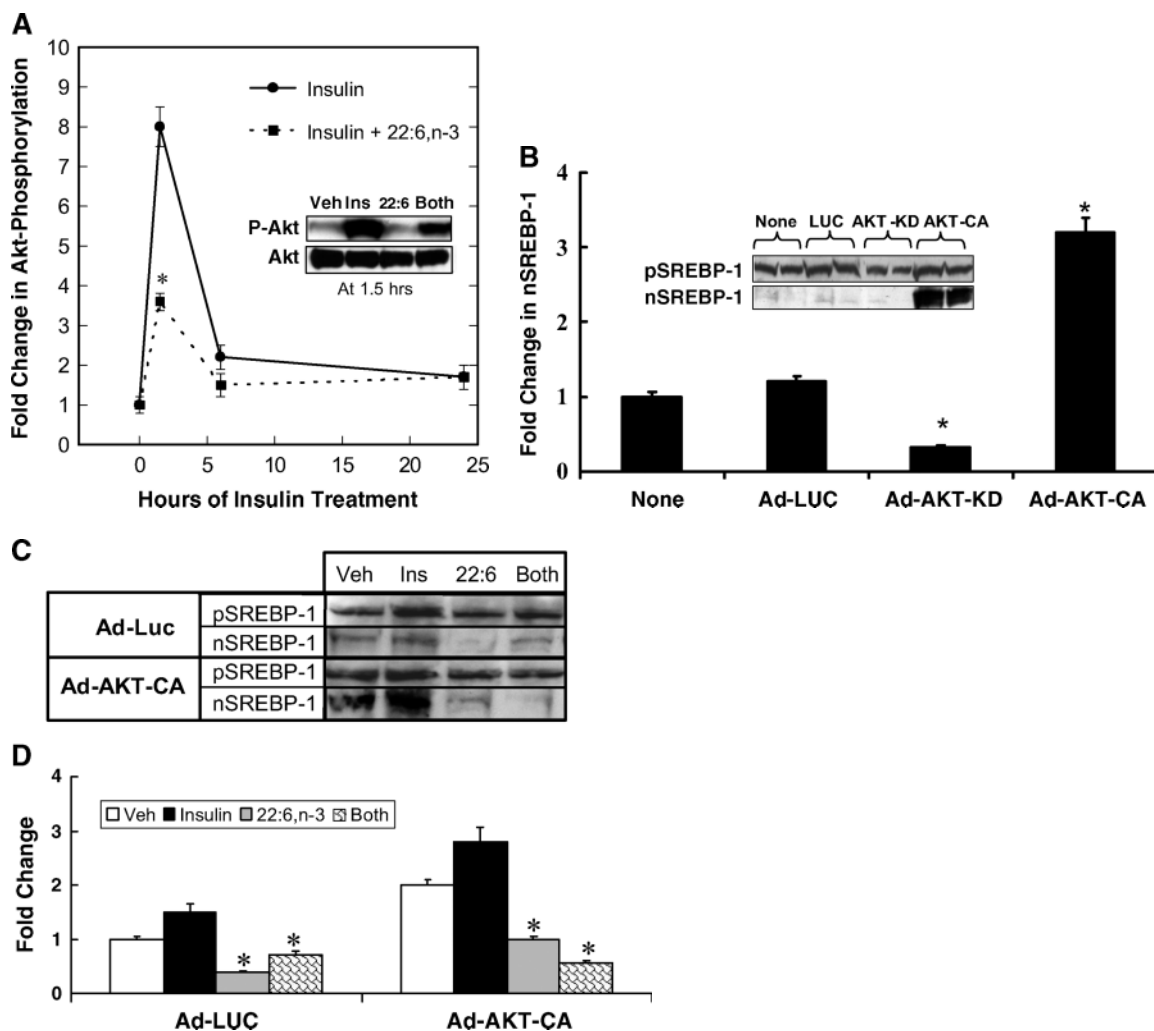 A
Fold Change in Akt-Phosphorylation
10
9
8
7
6
5
4
3
2
1
0
Insulin
Insulin + 22:6,n-3
*
Veh Ins 22:6 Both
P-Akt
Akt
At 1.5 hrs
0 5 10 15 20 25
Hours of Insulin Treatment
B
Fold Change in nSREBP-1
4
3
2
1
0
None LUC AKT-KD AKT-CA
pSREBP-1
nSREBP-1
*
*
None Ad-LUC Ad-AKT-KD Ad-AKT-CA
C
Veh Ins 22:6 Both
Ad-Luc
pSREBP-1
nSREBP-1
Ad-AKT-CA
pSREBP-1
nSREBP-1
D
Fold Change
4
3
2
1
0
Veh Insulin 22:6,n-3 Both
* *
* *
Ad-LUC Ad-AKT-CA